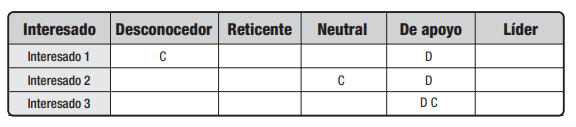 Interesado Desconocedor Reticente Neutral De apoyo Líder
Interesado 1 C D
Interesado 2 C D
Interesado 3 D C